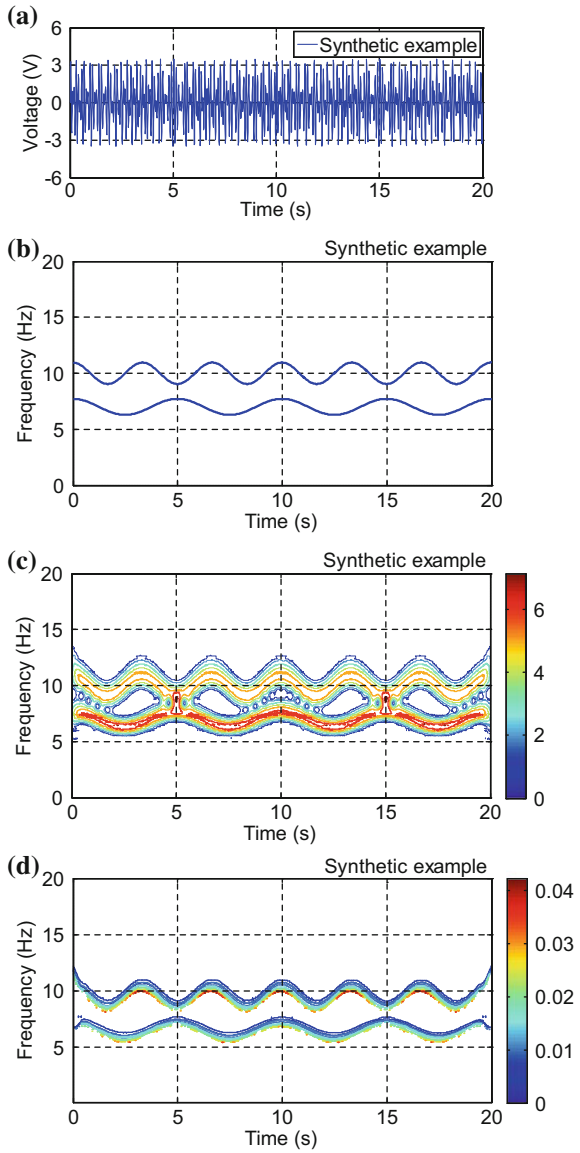 (a)
Synthetic example
6
3
0
-3
-6
Voltage (V)
0 5 10 15 20
Time (s)
(b)
Synthetic example
20
15
10
5
0
Frequency (Hz)
0 5 10 15 20
Time (s)
(c)
Synthetic example
20
15
10
5
0
Frequency (Hz)
0 5 10 15 20
Time (s)
6
4
2
0
(d)
Synthetic example
20
15
10
5
Frequency (Hz)
0 5 10 15 20
Time (s)
0.04
0.03
0.02
0.01
0